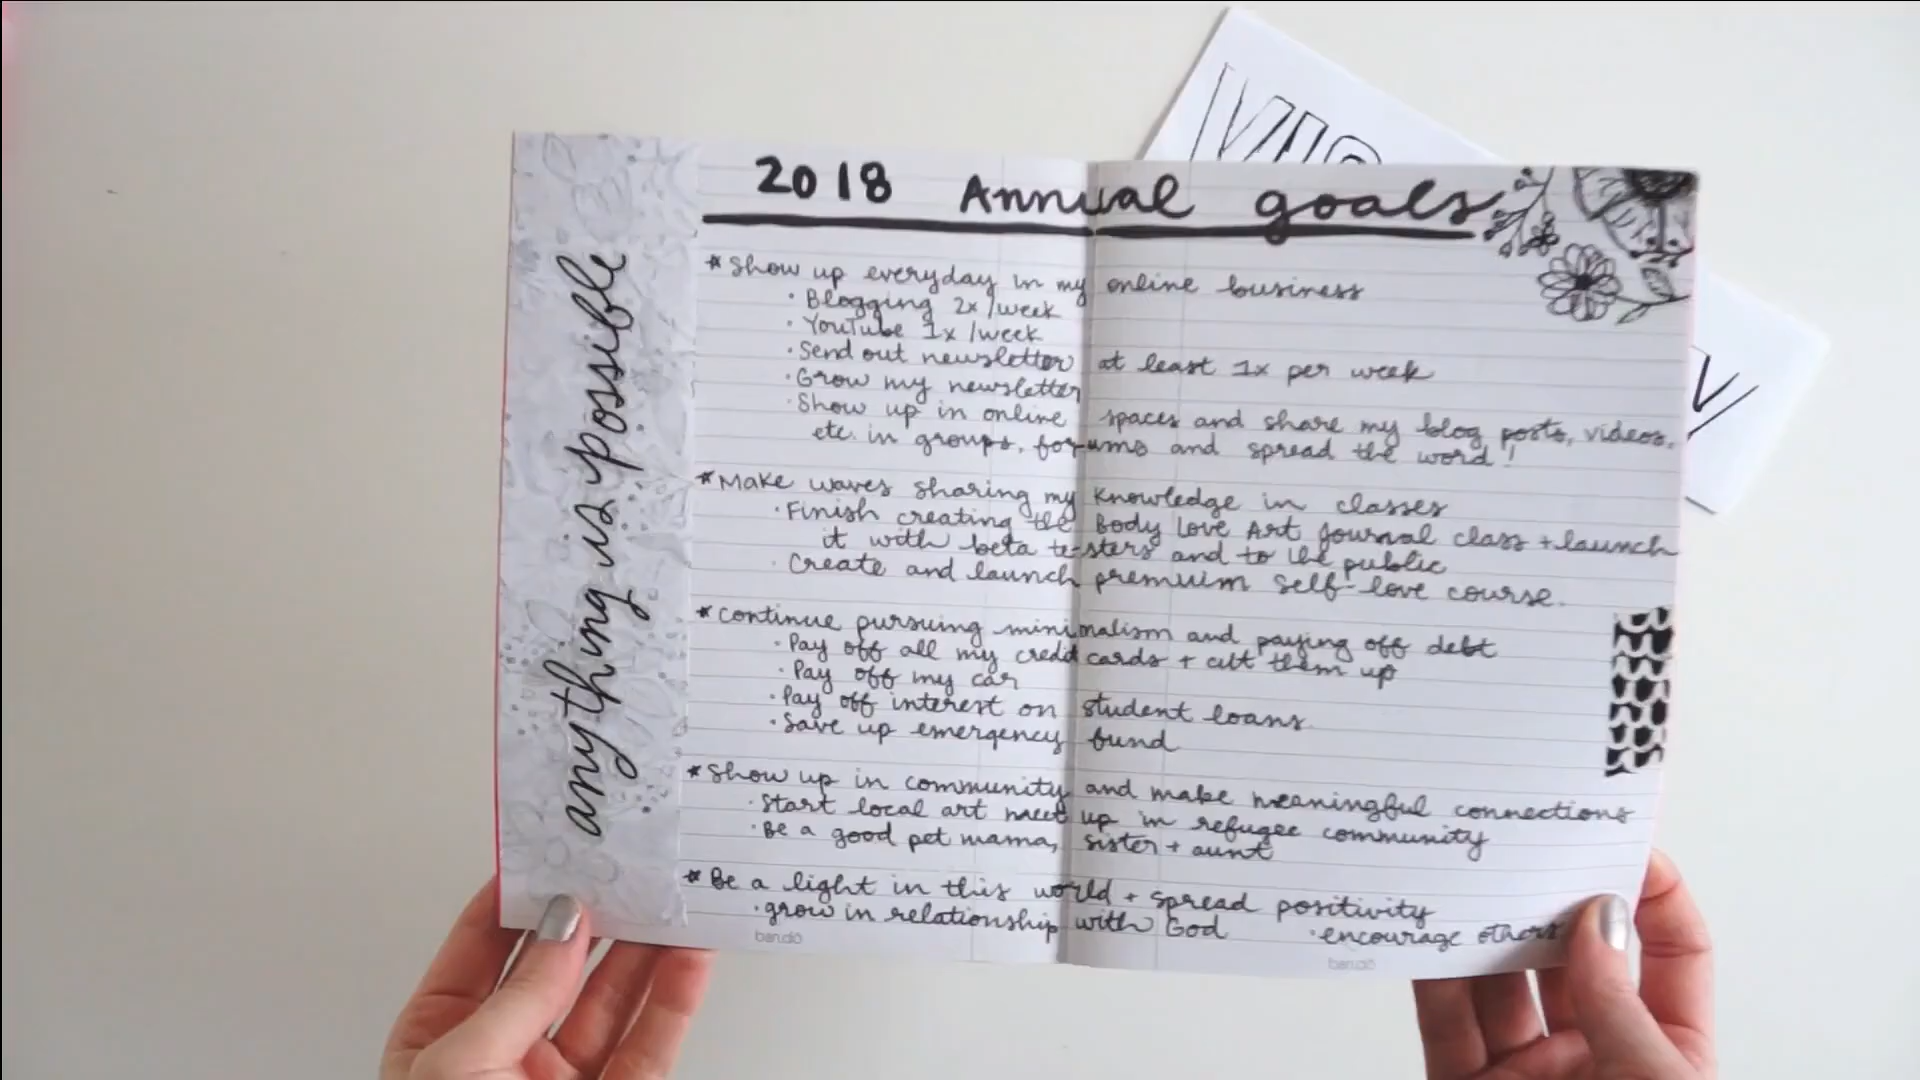 anything is possible
2018 Annual goals
* Show up everyday in my online business
· Blogging 2x /week
· YouTube 1x /week
· Send out newsletter at least 1x per week
· Grow my newsletter
· Show up in online spaces and share my blog posts, videos,
etc. in groups, forums and spread the word!
* Make waves sharing my knowledge in classes
· Finish creating the Body Love Art Journal class + launch
it with beta testers and to the public
· Create and launch premuim self-love course.
* Continue pursuing minimalism and paying off debt
· Pay off all my credit cards + cut them up
· Pay off my car
· Pay off interest on student loans
· Save up emergency fund
* Show up in community and make meaningful connections
· Start local art meet up in refugee community
· Be a good pet mama, sister + aunt
* Be a light in this world + spread positivity
· grow in relationship with God · encourage others
ban.dō ban.dō